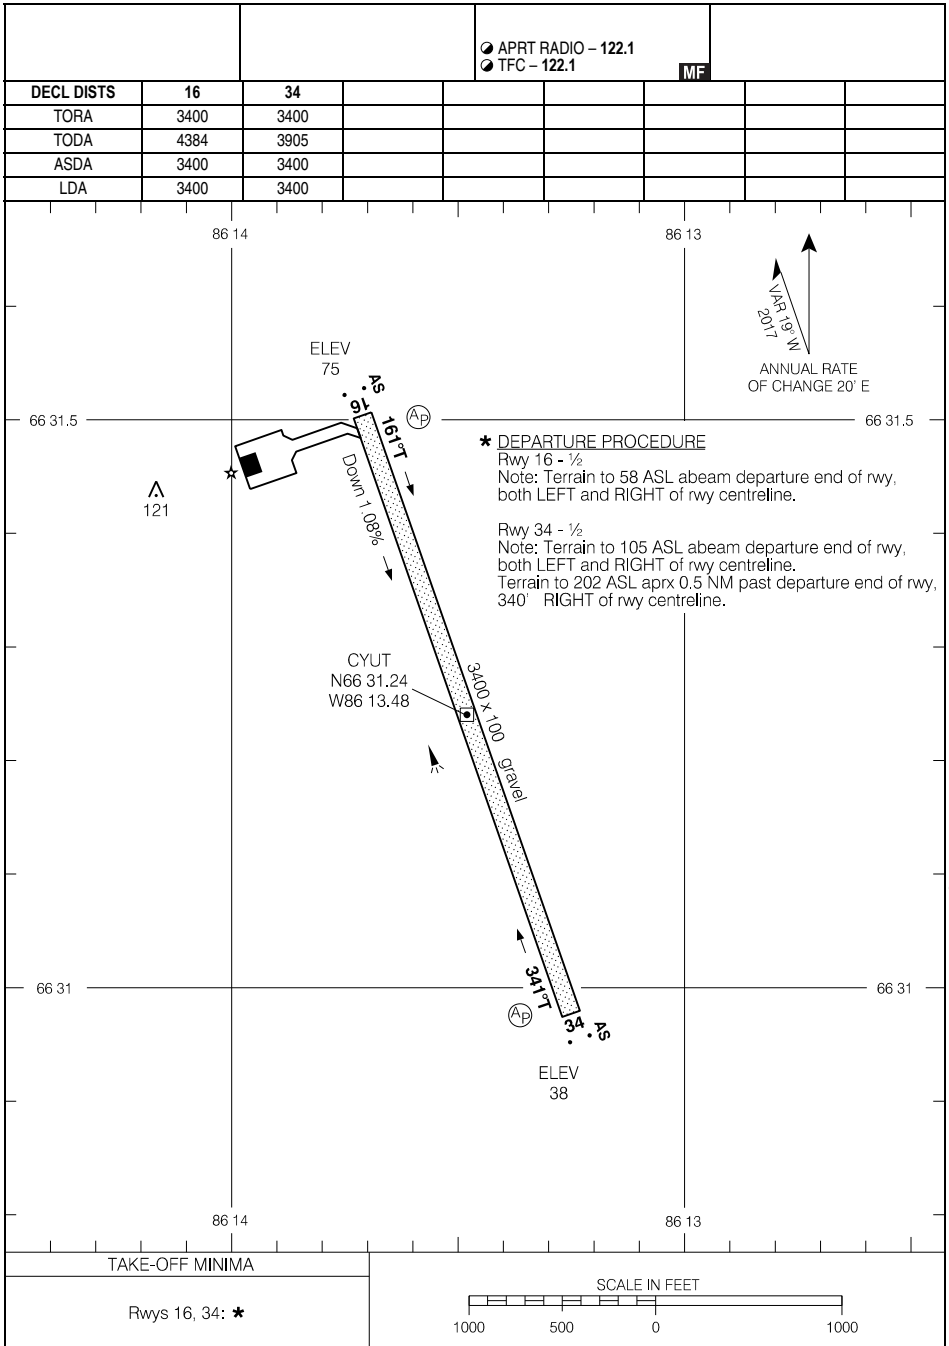 APRT RADIO – 122.1
TFC – 122.1
MF
DECL DISTS 16 34
TORA 3400 3400
TODA 4384 3905
ASDA 3400 3400
LDA 3400 3400
86 14 86 13
VAR 19° W
2017
ANNUAL RATE
OF CHANGE 20' E
ELEV
75
AS
16
AP
66 31.5 66 31.5
161°T
* DEPARTURE PROCEDURE
Rwy 16 - ½
Note: Terrain to 58 ASL abeam departure end of rwy,
both LEFT and RIGHT of rwy centreline.
Rwy 34 - ½
Note: Terrain to 105 ASL abeam departure end of rwy,
both LEFT and RIGHT of rwy centreline.
Terrain to 202 ASL aprx 0.5 NM past departure end of rwy,
340' RIGHT of rwy centreline.
Down 1.08%
121
CYUT
N66 31.24
W86 13.48
3400 x 100 gravel
341°T
66 31 66 31
AP
34
AS
ELEV
38
86 14 86 13
TAKE-OFF MINIMA
Rwys 16, 34: *
SCALE IN FEET
1000 500 0 1000